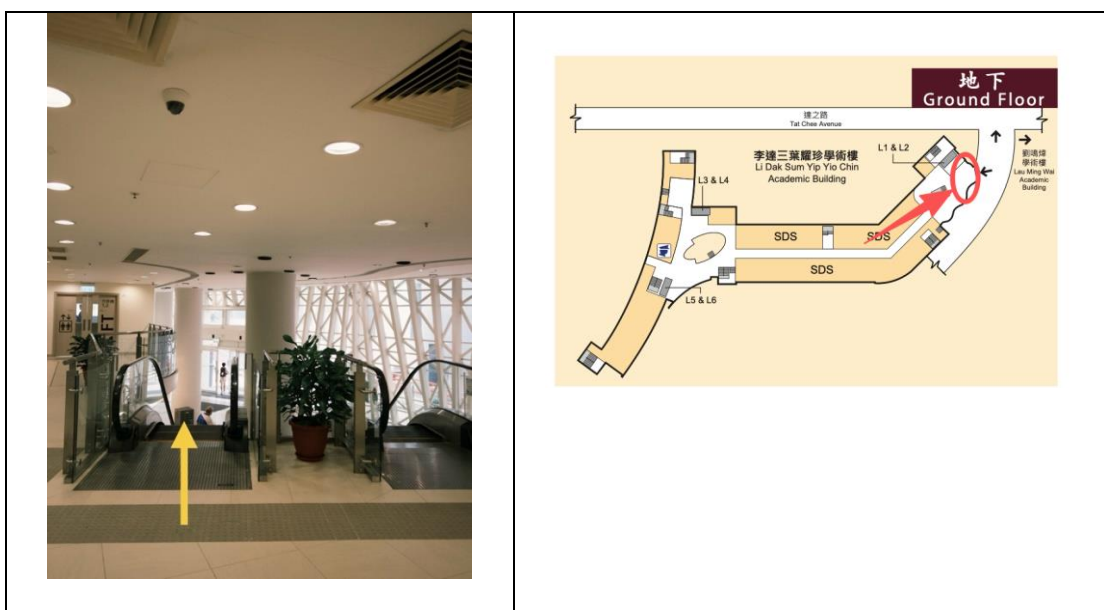 地下
Ground Floor
達之路
Tat Chee Avenue
李達三葉耀珍學術樓
Li Dak Sum Yip Yio Chin
Academic Building
L1 & L2
劉鳴煒
學術樓
Lau Ming Wai
Academic
Building
L3 & L4
SDS
SDS
SDS
L5 & L6